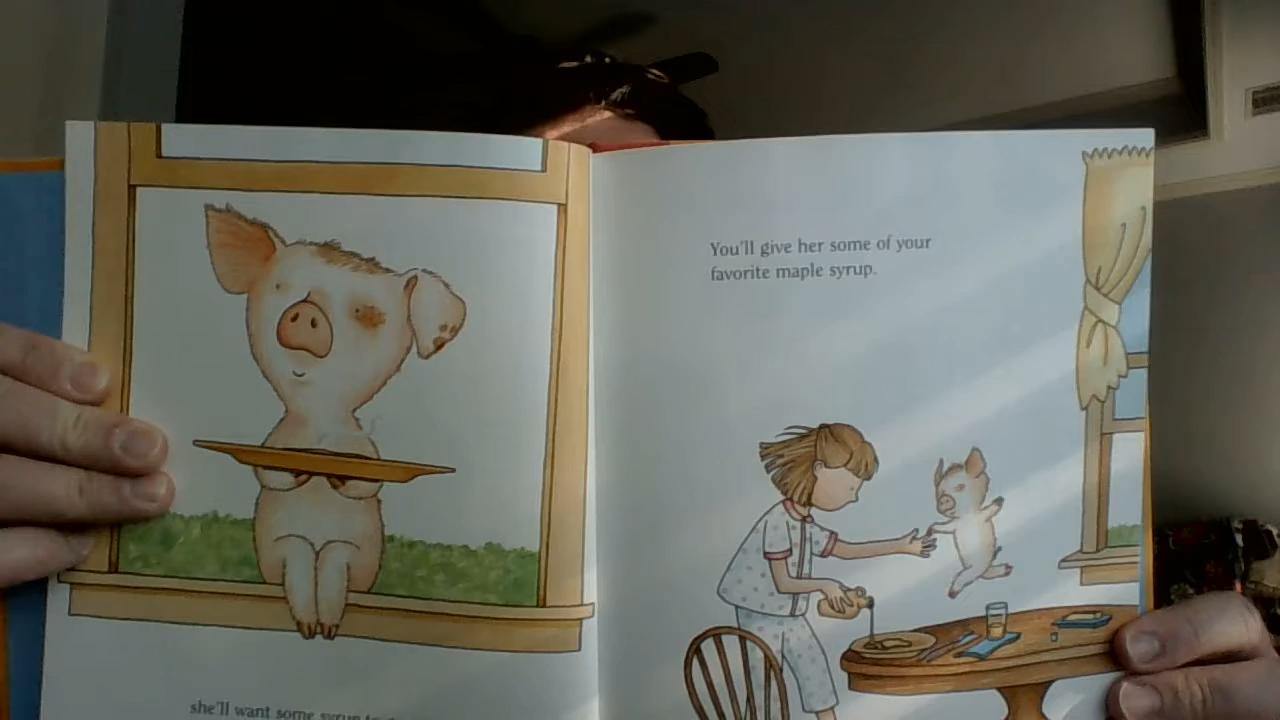 she'll want some syrup
You'll give her some of your
favorite maple syrup.